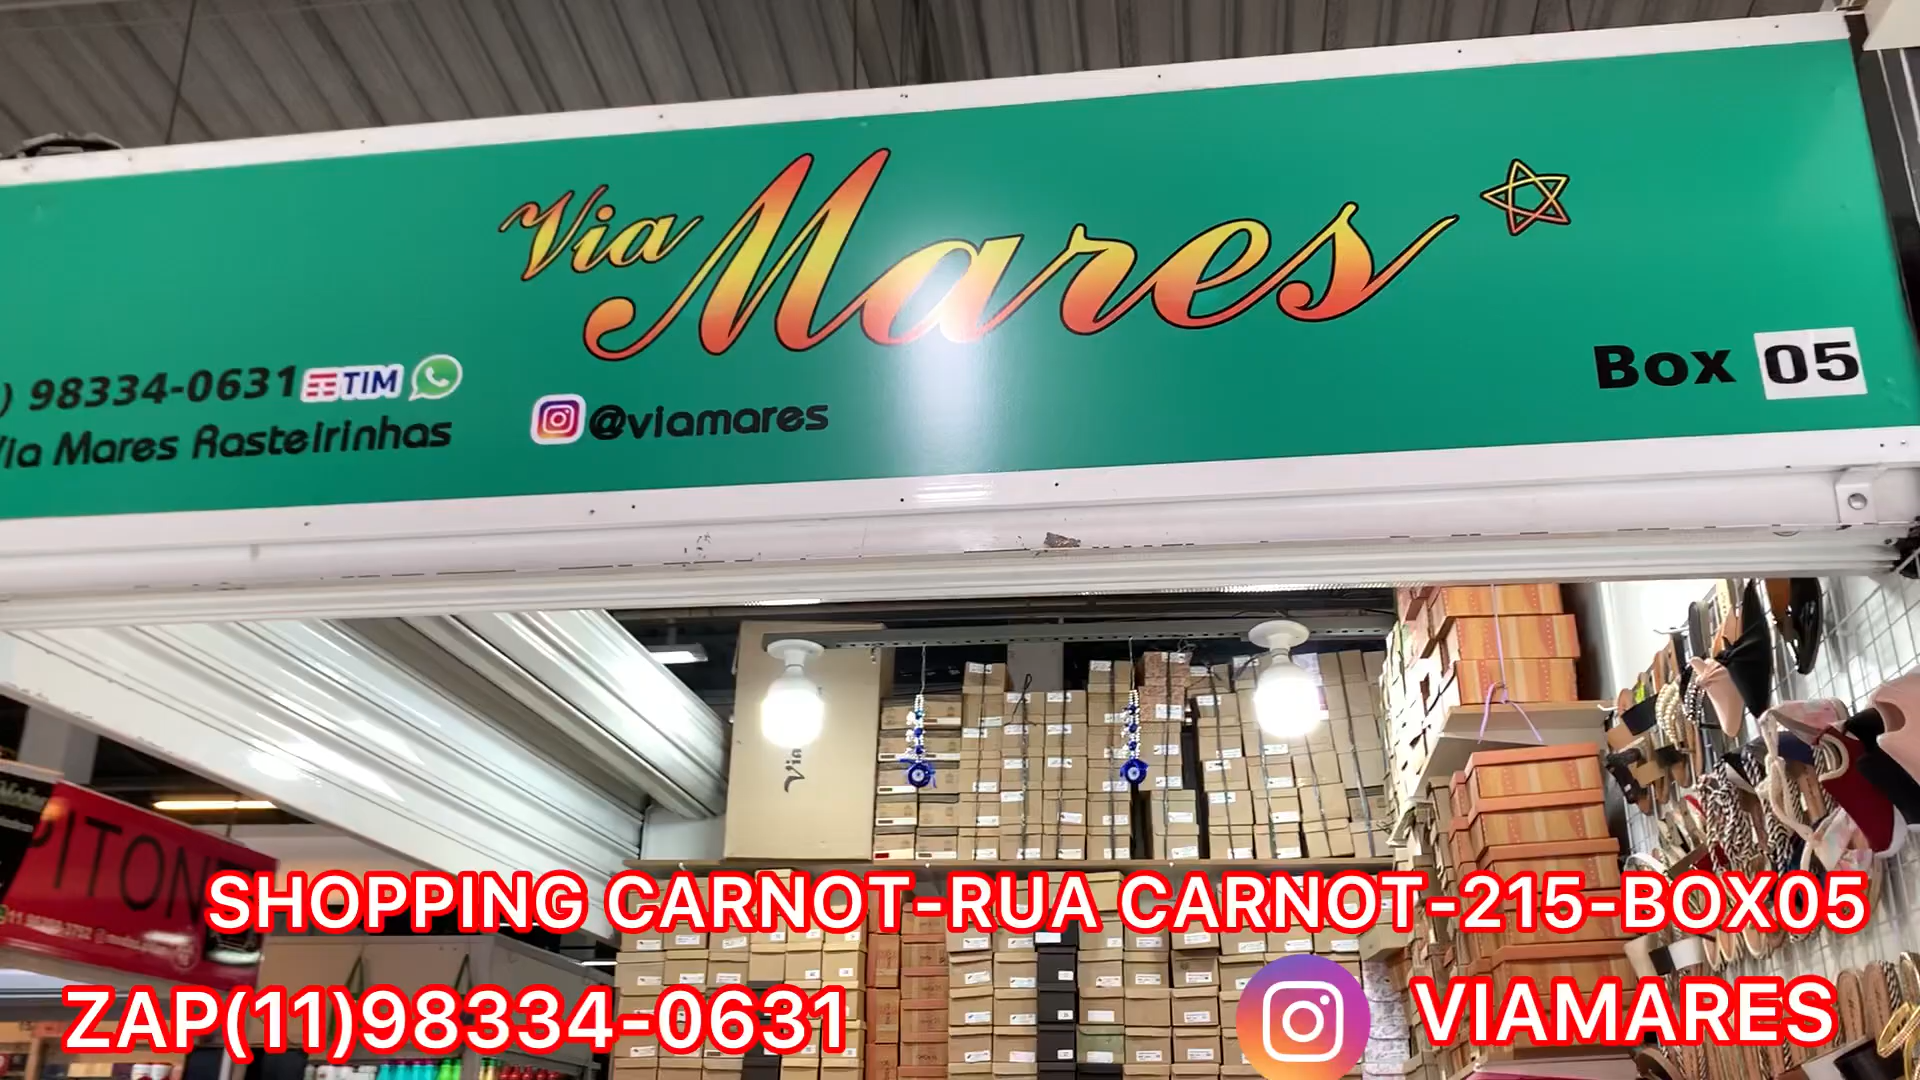 Via Mares
Box 05
) 98334-0631 TIM
Via Mares Rasteirinhas
@viamares
PITON
SHOPPING CARNOT-RUA CARNOT-215-BOX05
ZAP(11)98334-0631
VIAMARES